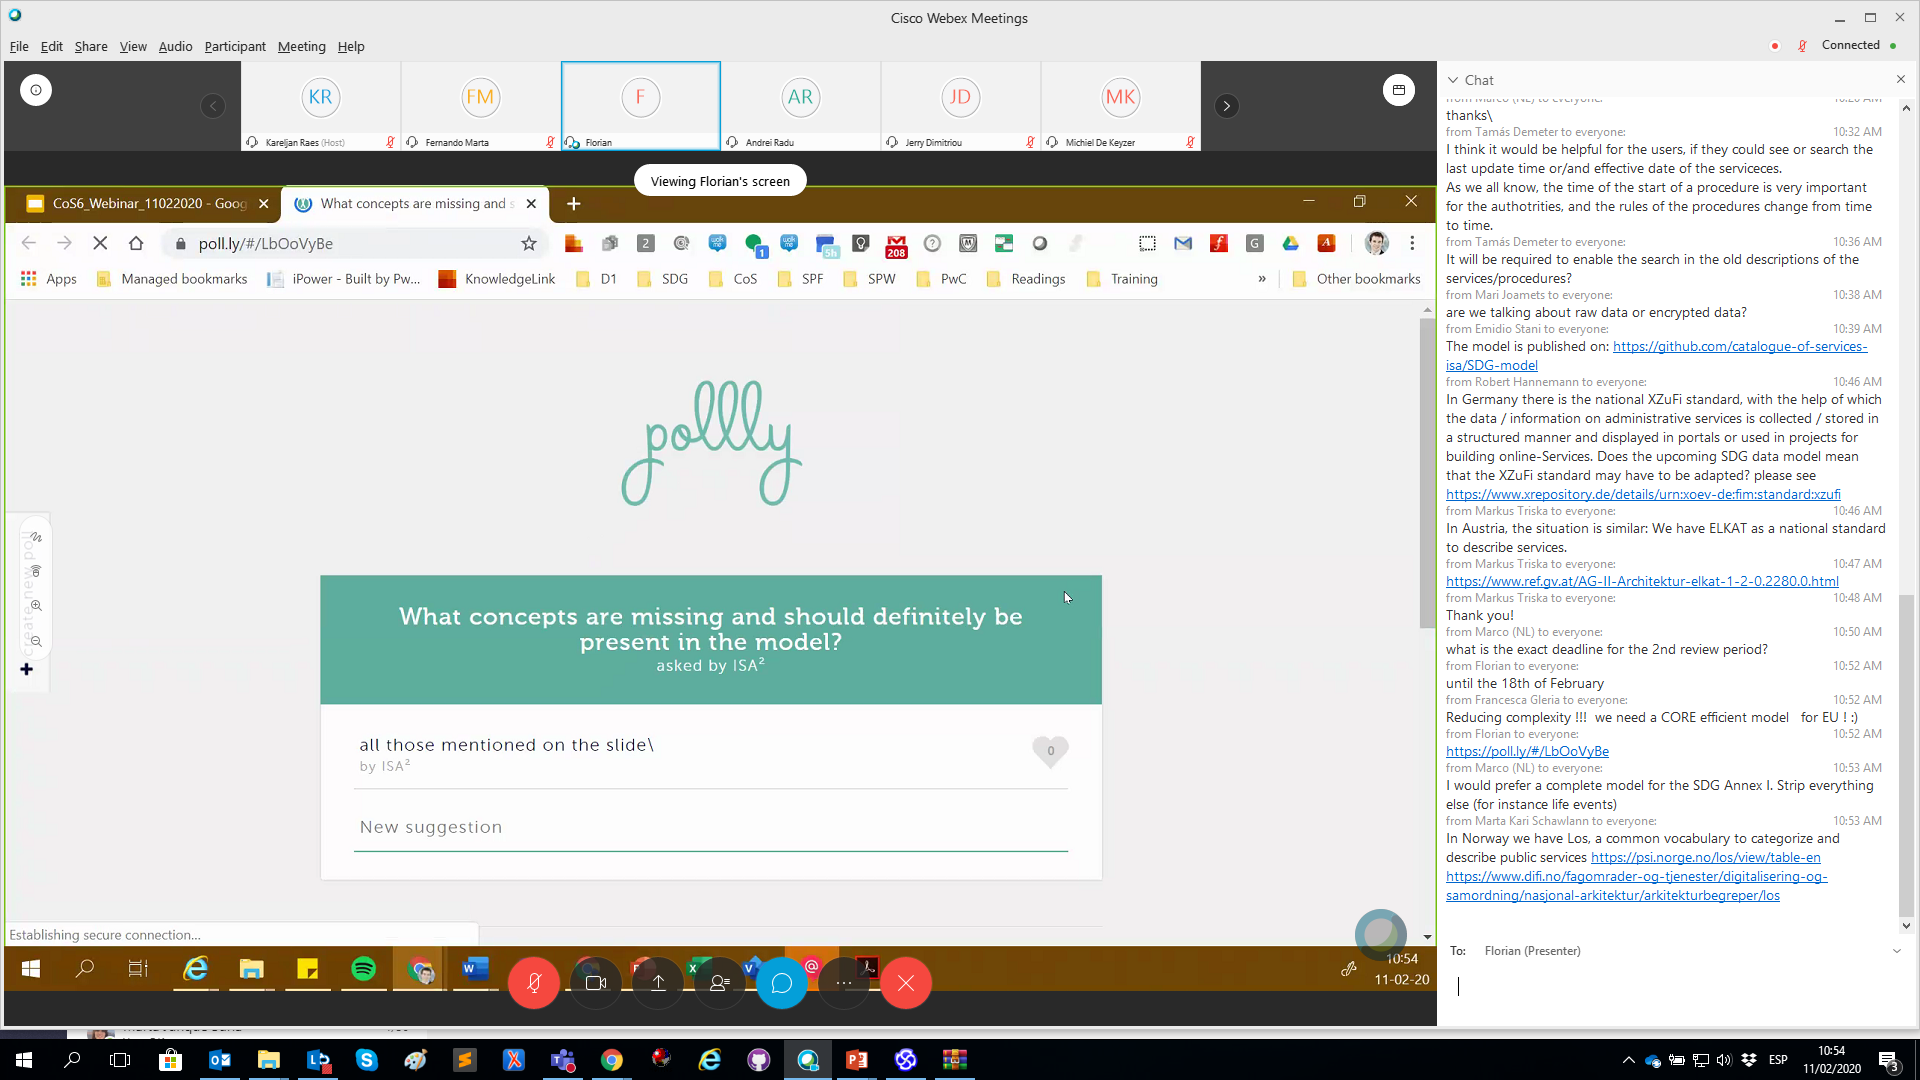 Cisco Webex Meetings
File Edit Share View Audio Participant Meeting Help
Connected
KR
FM
F
AR
JD
MK
Kareljan Raes (Host)
Fernando Marta
Florian
Andrei Radu
Jerry Dimitriou
Michiel De Keyzer
Viewing Florian's screen
CoS6_Webinar_11022020 - Goog
What concepts are missing and s
poll.ly/#/LbOoVyBe
2
1
5h
208
G
Apps
Managed bookmarks
iPower - Built by Pw...
KnowledgeLink
D1
SDG
CoS
SPF
SPW
PwC
Readings
Training
»
Other bookmarks
pollly
create new poll
What concepts are missing and should definitely be
present in the model?
asked by ISA²
all those mentioned on the slide\
by ISA²
0
New suggestion
Establishing secure connection...
10:54
11-02-20
Chat
from Marco (NL) to everyone:
thanks\
from Tamás Demeter to everyone: 10:32 AM
I think it would be helpful for the users, if they could see or search the
last update time or/and effective date of the serviceces.
As we all know, the time of the start of a procedure is very important
for the authotrities, and the rules of the procedures change from time
to time.
from Tamás Demeter to everyone: 10:36 AM
It will be required to enable the search in the old descriptions of the
services/procedures?
from Mari Joamets to everyone: 10:38 AM
are we talking about raw data or encrypted data?
from Emidio Stani to everyone: 10:39 AM
The model is published on: https://github.com/catalogue-of-services-
isa/SDG-model
from Robert Hannemann to everyone: 10:46 AM
In Germany there is the national XZuFi standard, with the help of which
the data / information on administrative services is collected / stored in
a structured manner and displayed in portals or used in projects for
building online-Services. Does the upcoming SDG data model mean
that the XZuFi standard may have to be adapted? please see
https://www.xrepository.de/details/urn:xoev-de:fim:standard:xzufi
from Markus Triska to everyone: 10:46 AM
In Austria, the situation is similar: We have ELKAT as a national standard
to describe services.
from Markus Triska to everyone: 10:47 AM
https://www.ref.gv.at/AG-II-Architektur-elkat-1-2-0.2280.0.html
from Markus Triska to everyone: 10:48 AM
Thank you!
from Marco (NL) to everyone: 10:50 AM
what is the exact deadline for the 2nd review period?
from Florian to everyone: 10:52 AM
until the 18th of February
from Francesca Gleria to everyone: 10:52 AM
Reducing complexity !!! we need a CORE efficient model for EU ! :)
from Florian to everyone: 10:52 AM
https://poll.ly/#/LbOoVyBe
from Marco (NL) to everyone: 10:53 AM
I would prefer a complete model for the SDG Annex I. Strip everything
else (for instance life events)
from Marta Kari Schawlann to everyone: 10:53 AM
In Norway we have Los, a common vocabulary to categorize and
describe public services https://psi.norge.no/los/view/table-en
https://www.difi.no/fagomrader-og-tjenester/digitalisering-og-
samordning/nasjonal-arkitektur/arkitekturbegreper/los
To: Florian (Presenter)
ESP
10:54
11/02/2020
3